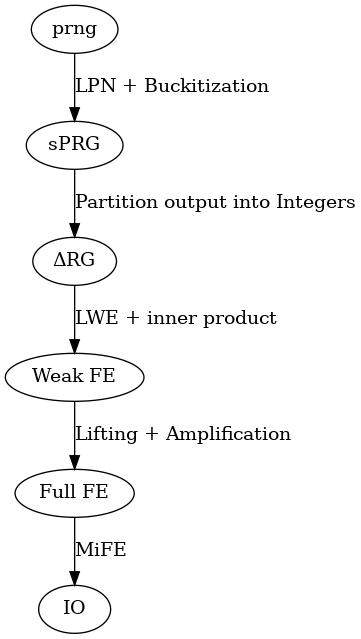 prng
LPN + Buckitization
sPRG
Partition output into Integers
ΔRG
LWE + inner product
Weak FE
Lifting + Amplification
Full FE
MiFE
IO